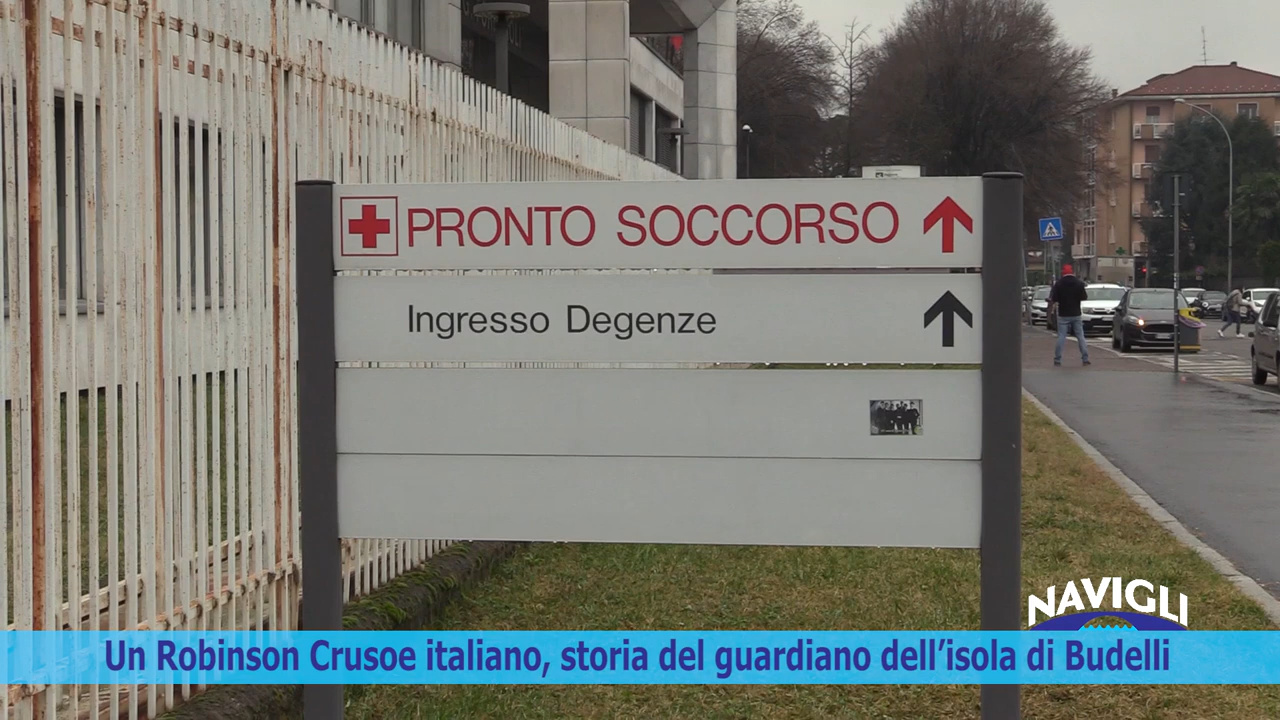 PRONTO SOCCORSO
Ingresso Degenze
NAVIGLI
Un Robinson Crusoe italiano, storia del guardiano dell’isola di Budelli